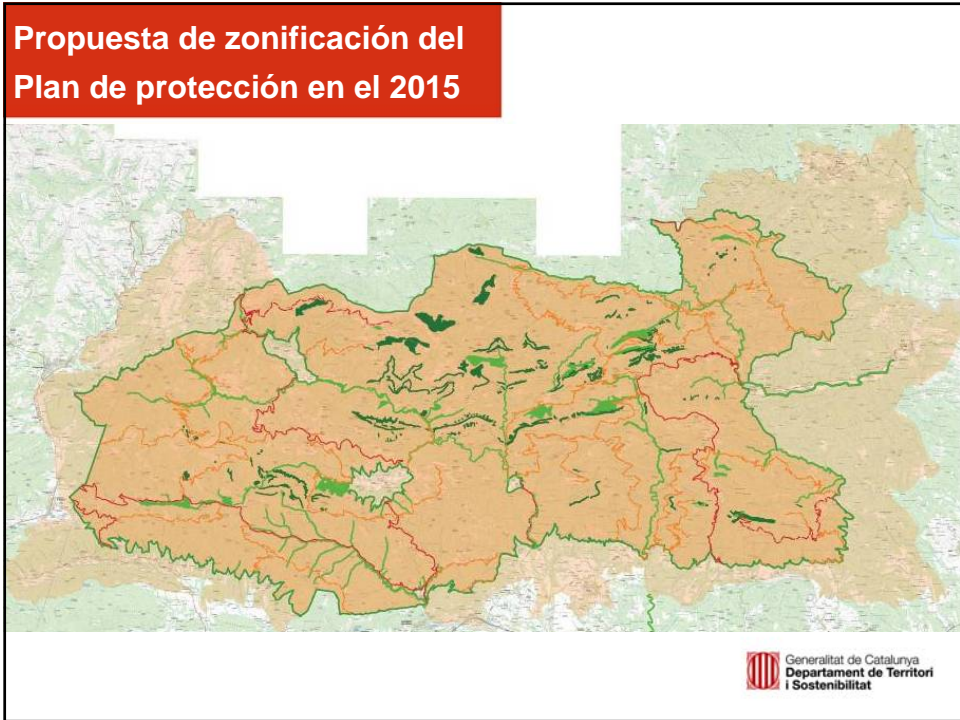 Propuesta de zonificación del
Plan de protección en el 2015
Generalitat de Catalunya
Departament de Territori
i Sostenibilitat